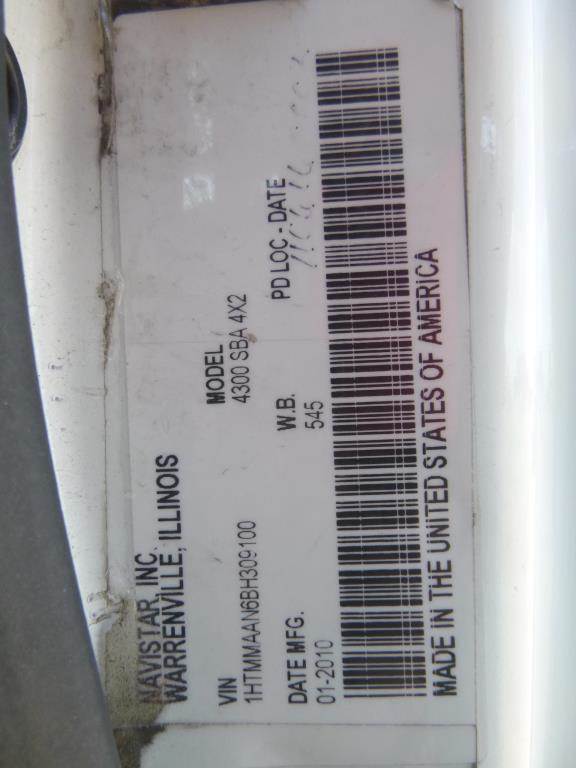 NAVISTAR, INC.
WARRENVILLE, ILLINOIS
VIN
1HTMMAAN6BH309100
MODEL
4300 SBA 4X2
DATE MFG.
01-2010
W.B.
545
PD LOC - DATE
MADE IN THE UNITED STATES OF AMERICA